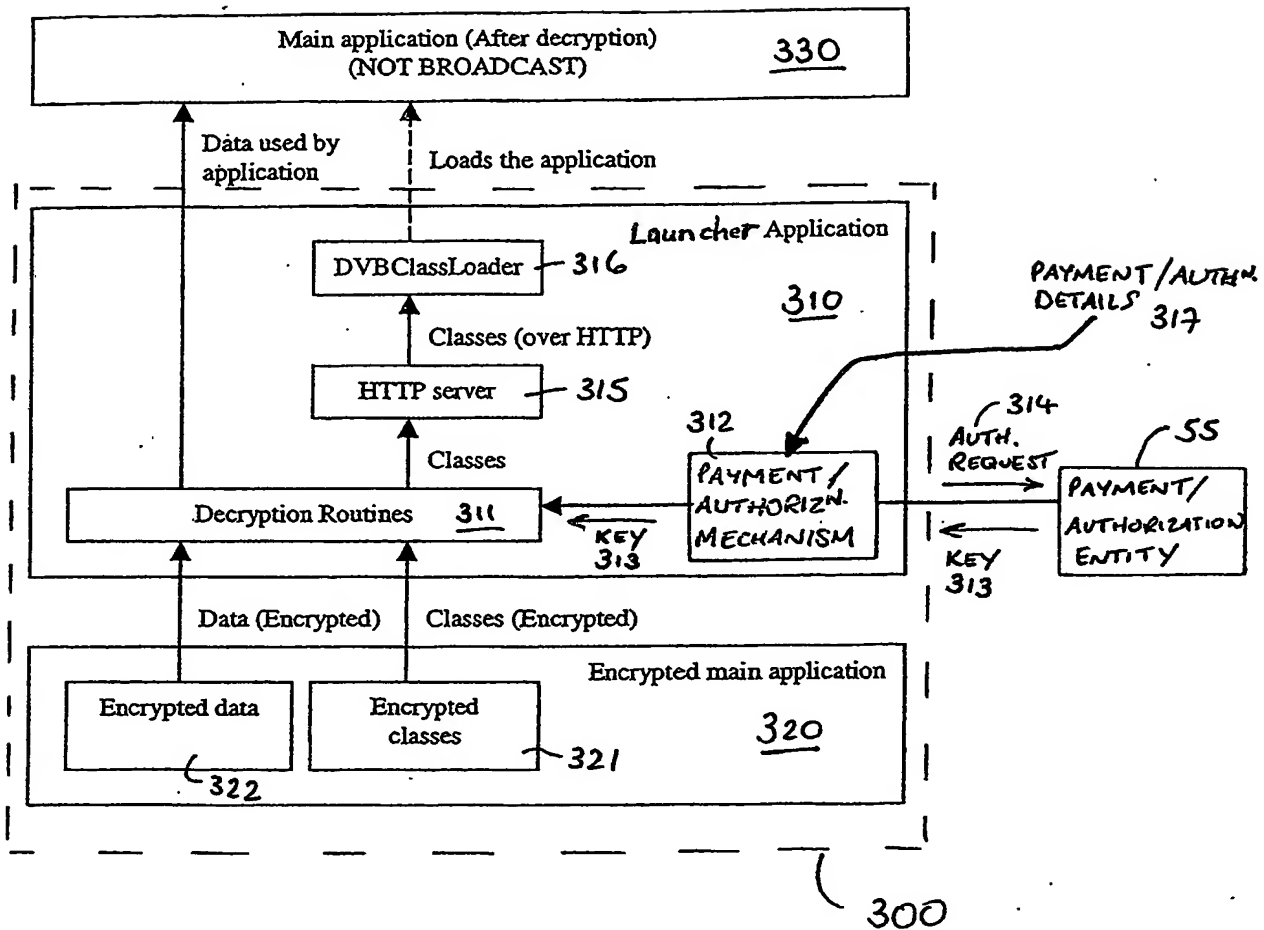 Main application (After decryption)
(NOT BROADCAST)
330
Data used by
application
Loads the application
Launcher Application
DVBClassLoader
316
310
PAYMENT/AUTHN.
DETAILS 317
Classes (over HTTP)
HTTP server
315
312
314
AUTH.
REQUEST
55
Classes
PAYMENT/
AUTHORIZN.
MECHANISM
PAYMENT/
AUTHORIZATION
ENTITY
Decryption Routines 311
KEY
313
KEY
313
Data (Encrypted)
Classes (Encrypted)
Encrypted main application
Encrypted data
Encrypted
classes
320
322
321
300